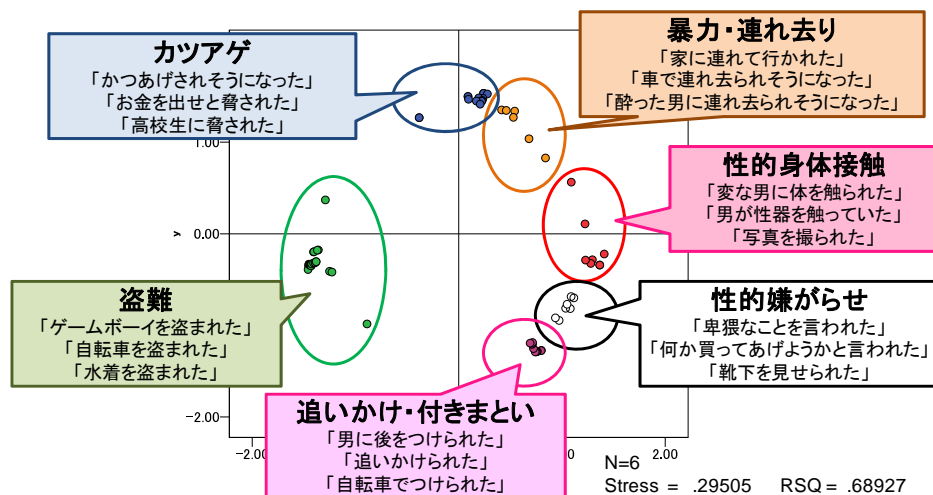 カツアゲ
「かつあげされそうになった」
「お金を出せと脅された」
「高校生に脅された」
暴力・連れ去り
「家に連れて行かれた」
「車で連れ去られそうになった」
「酔った男に連れ去られそうになった」
性的身体接触
「変な男に体を触られた」
「男が性器を触っていた」
「写真を撮られた」
盗難
「ゲームボーイを盗まれた」
「自転車を盗まれた」
「水着を盗まれた」
性的嫌がらせ
「卑猥なことを言われた」
「何か買ってあげようかと言われた」
「靴下を見せられた」
追いかけ・付きまとい
「男に後をつけられた」
「追いかけられた」
「自転車でつけられた」
1.00
0.00
-2.00
y
-2.00
2.00
N=6
Stress = .29505 RSQ = .68927